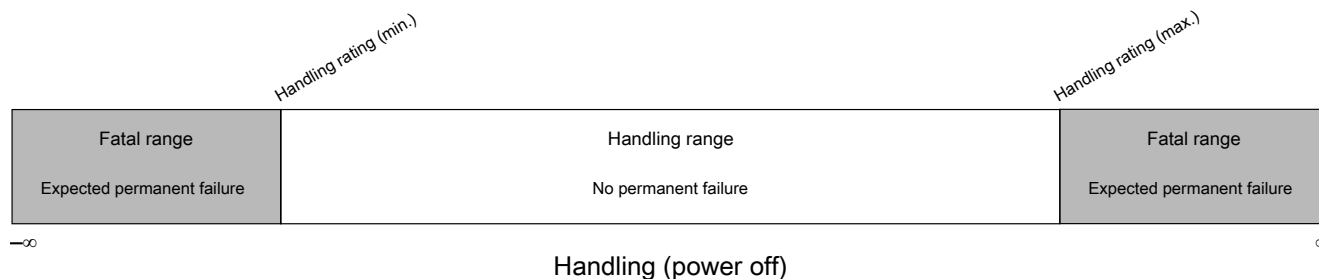 Handling rating (min.)
Handling rating (max.)
Fatal range
Handling range
Fatal range
Expected permanent failure
No permanent failure
Expected permanent failure
–∞
Handling (power off)